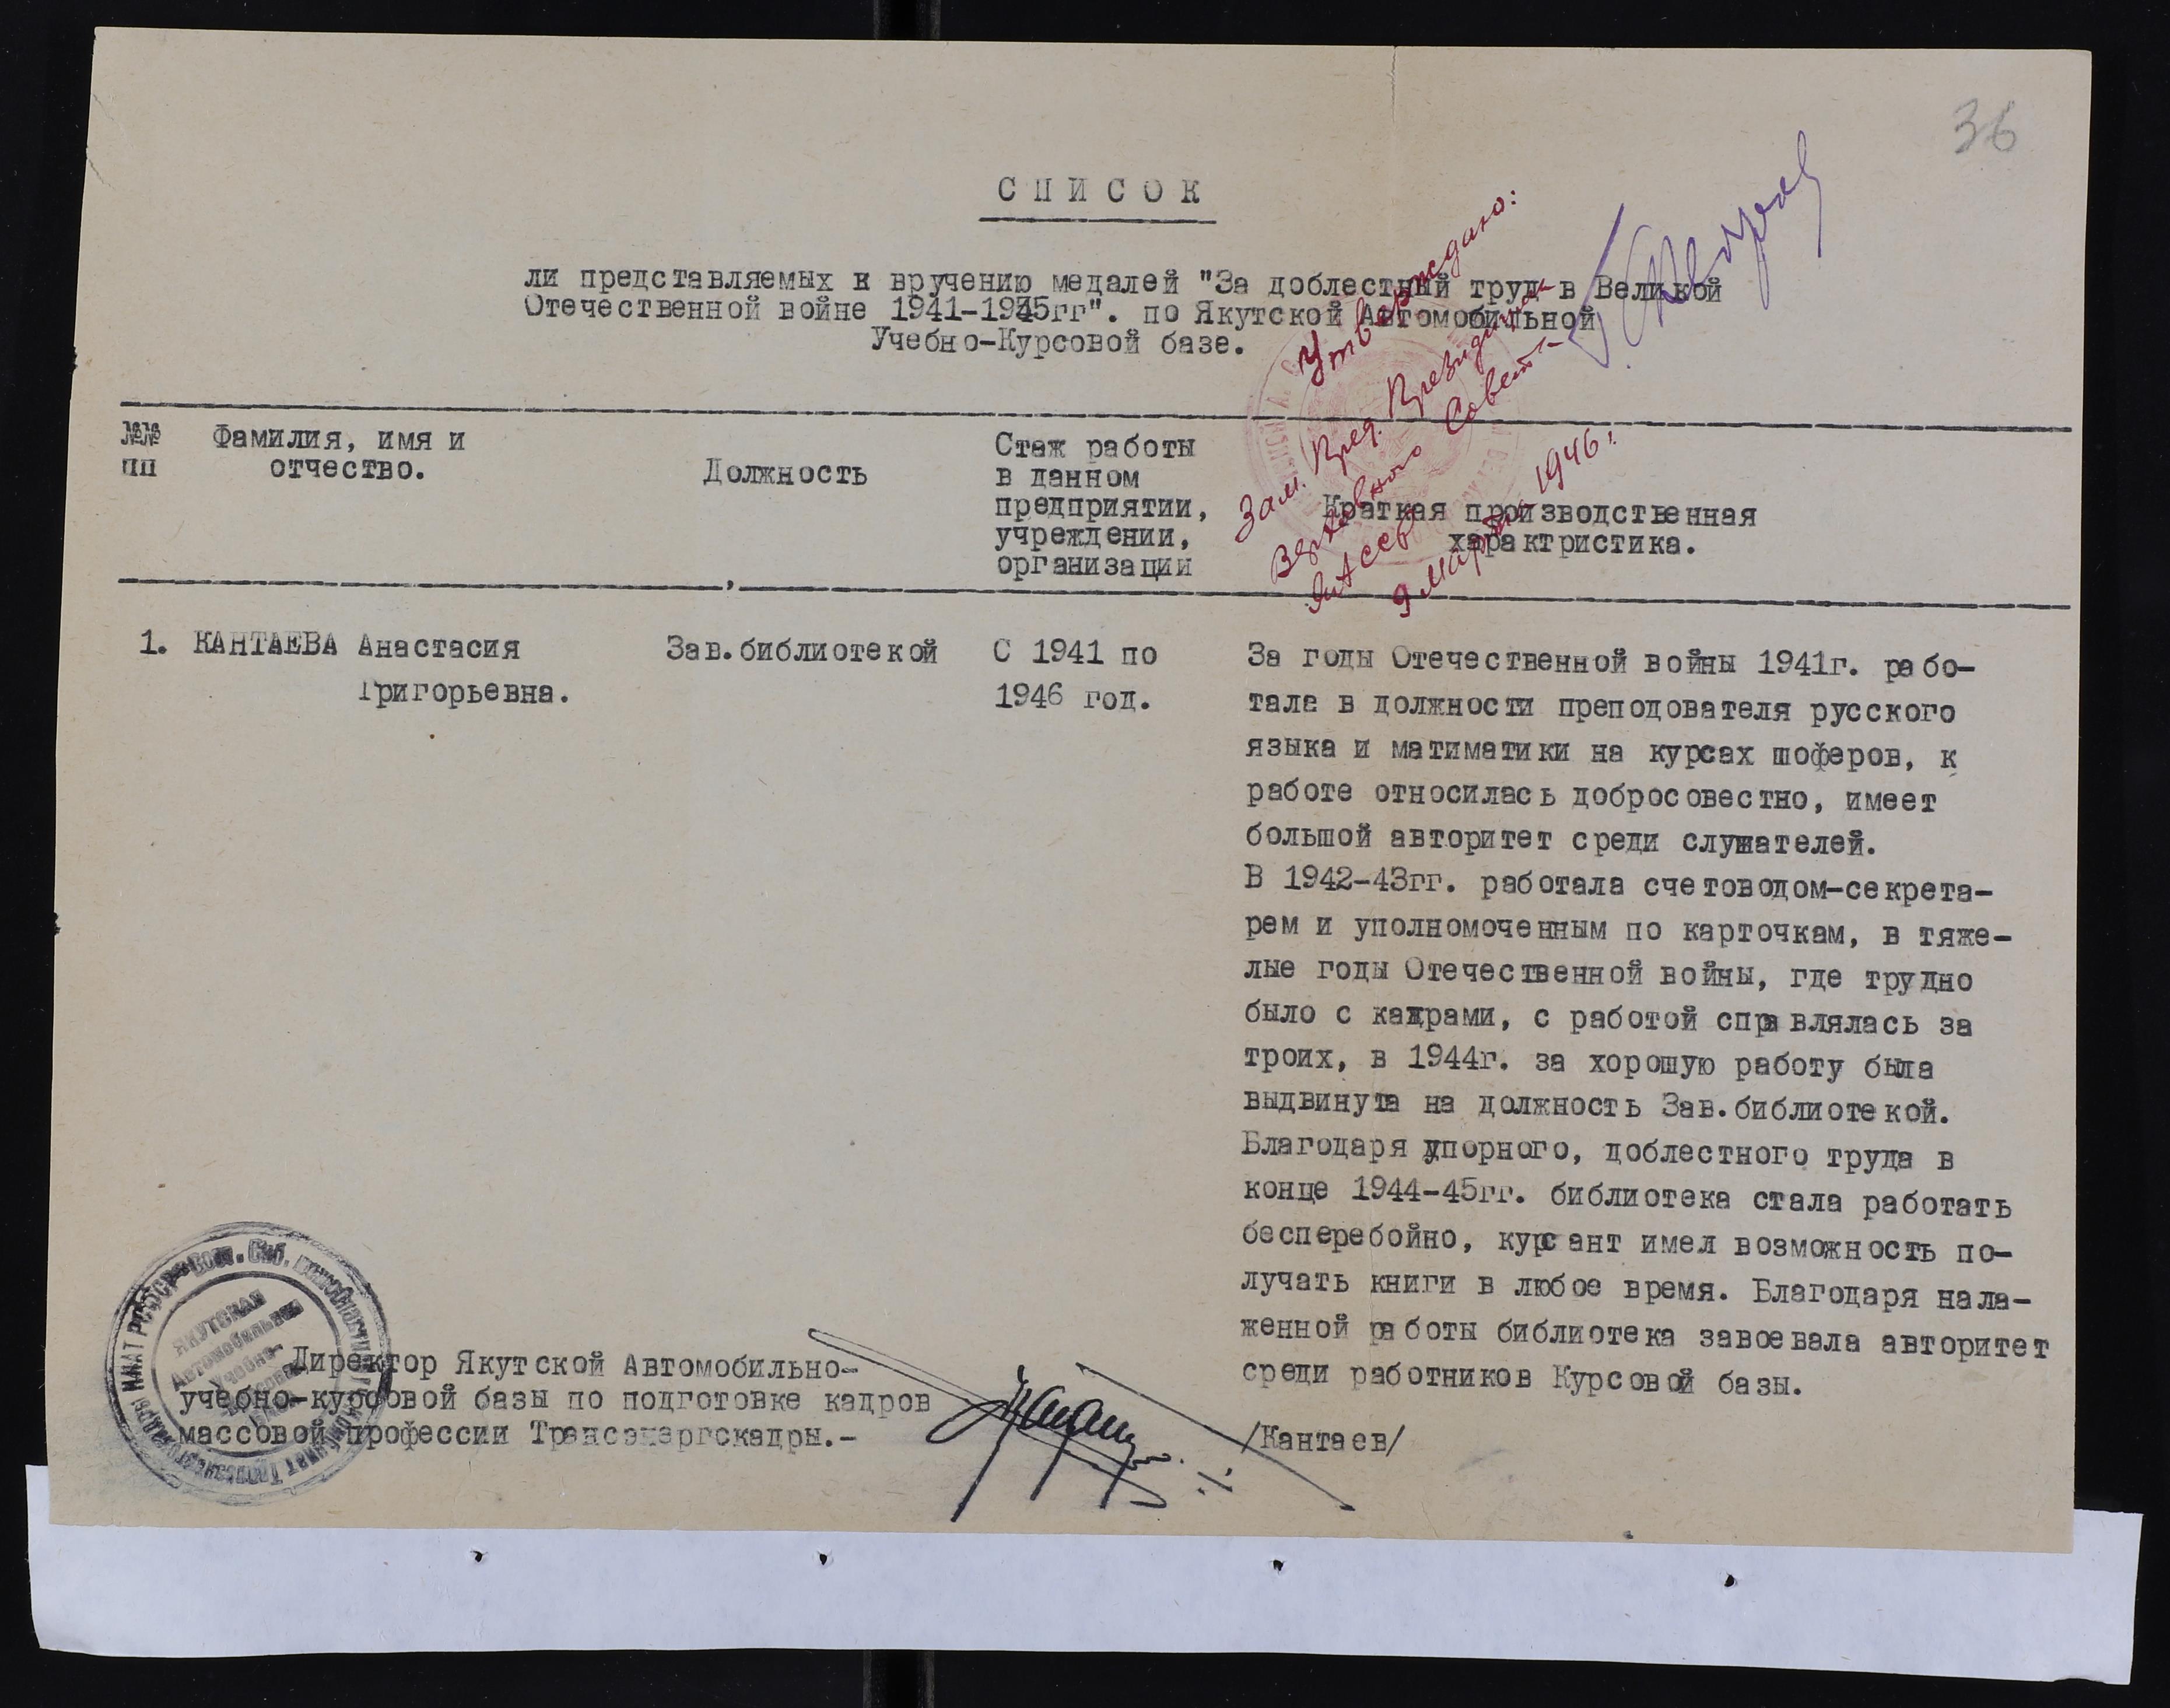 36
С П И С О К
ли представляемых к вручению медалей "За доблестный труд в Великой
Отечественной войне 1941-1945гг". по Якутской Автомобильной
Учебно-Курсовой базе.
Утверждаю:
Зам. Пред. Президиума
Верховного Совета
ЯАССР
9 марта 1946г.
№№ пп
Фамилия, имя и
отчество.
Должность
Стаж работы
в данном
предприятии,
учреждении,
организации
Краткая производственная
характристика.
1. КАНТАЕВА Анастасия
Григорьевна.
Зав.библиотекой
С 1941 по
1946 год.
За годы Отечественной войны 1941г. рабо-
тала в должности преподователя русского
языка и матиматики на курсах шоферов, к
работе относилась добросовестно, имеет
большой авторитет среди служателей.
В 1942-43гг. работала счетоводом-секрета-
рем и уполномоченным по карточкам, в тяже-
лые годы Отечественной войны, где трудно
было с кадрами, с работой справлялась за
троих, в 1944г. за хорошую работу была
выдвинута на должность Зав.библиотекой.
Благодаря упорного, доблестного труда в
конце 1944-45гг. библиотека стала работать
бесперебойно, курсант имел возможность по-
лучать книги в любое время. Благодаря нала-
женной работы библиотека завоевала авторитет
среди работников Курсовой базы.
ЯКУТСКАЯ
Автомобильная
Учебно-
Директор Якутской Автомобильно-
учебно-курсовой базы по подготовке кадров
массовой профессии Трансэнергокадры.-
/Кантаев/